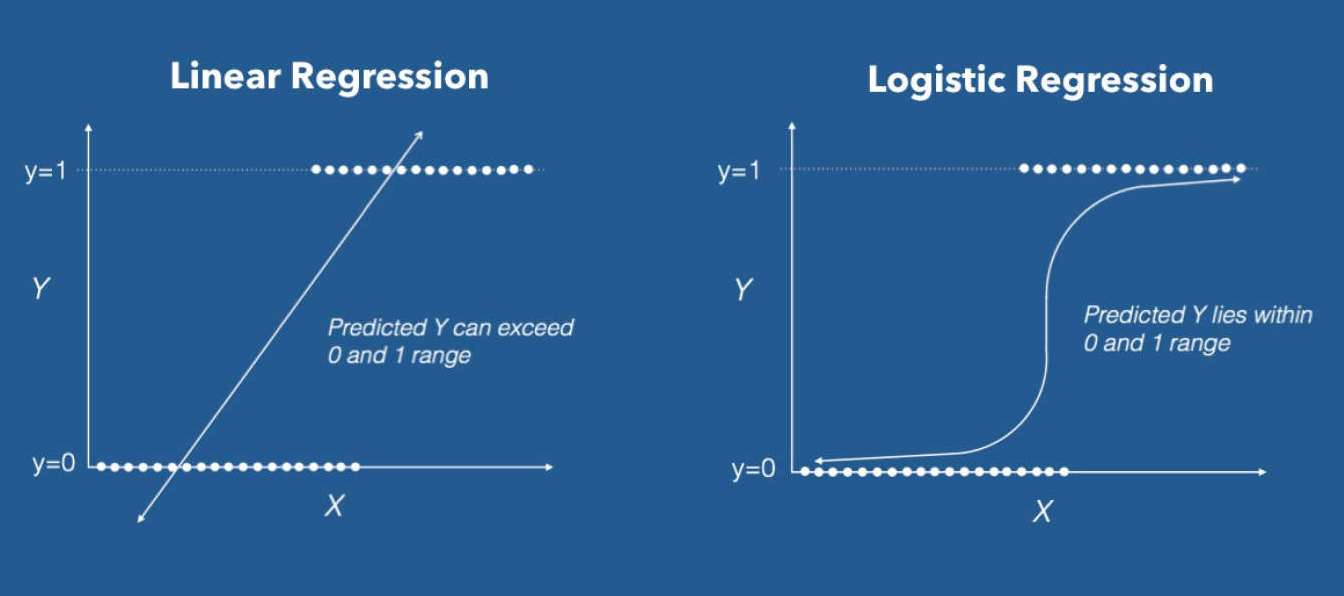 Linear Regression
y=1
Y
Predicted Y can exceed
0 and 1 range
y=0
X
Logistic Regression
y=1
Y
Predicted Y lies within
0 and 1 range
y=0
X